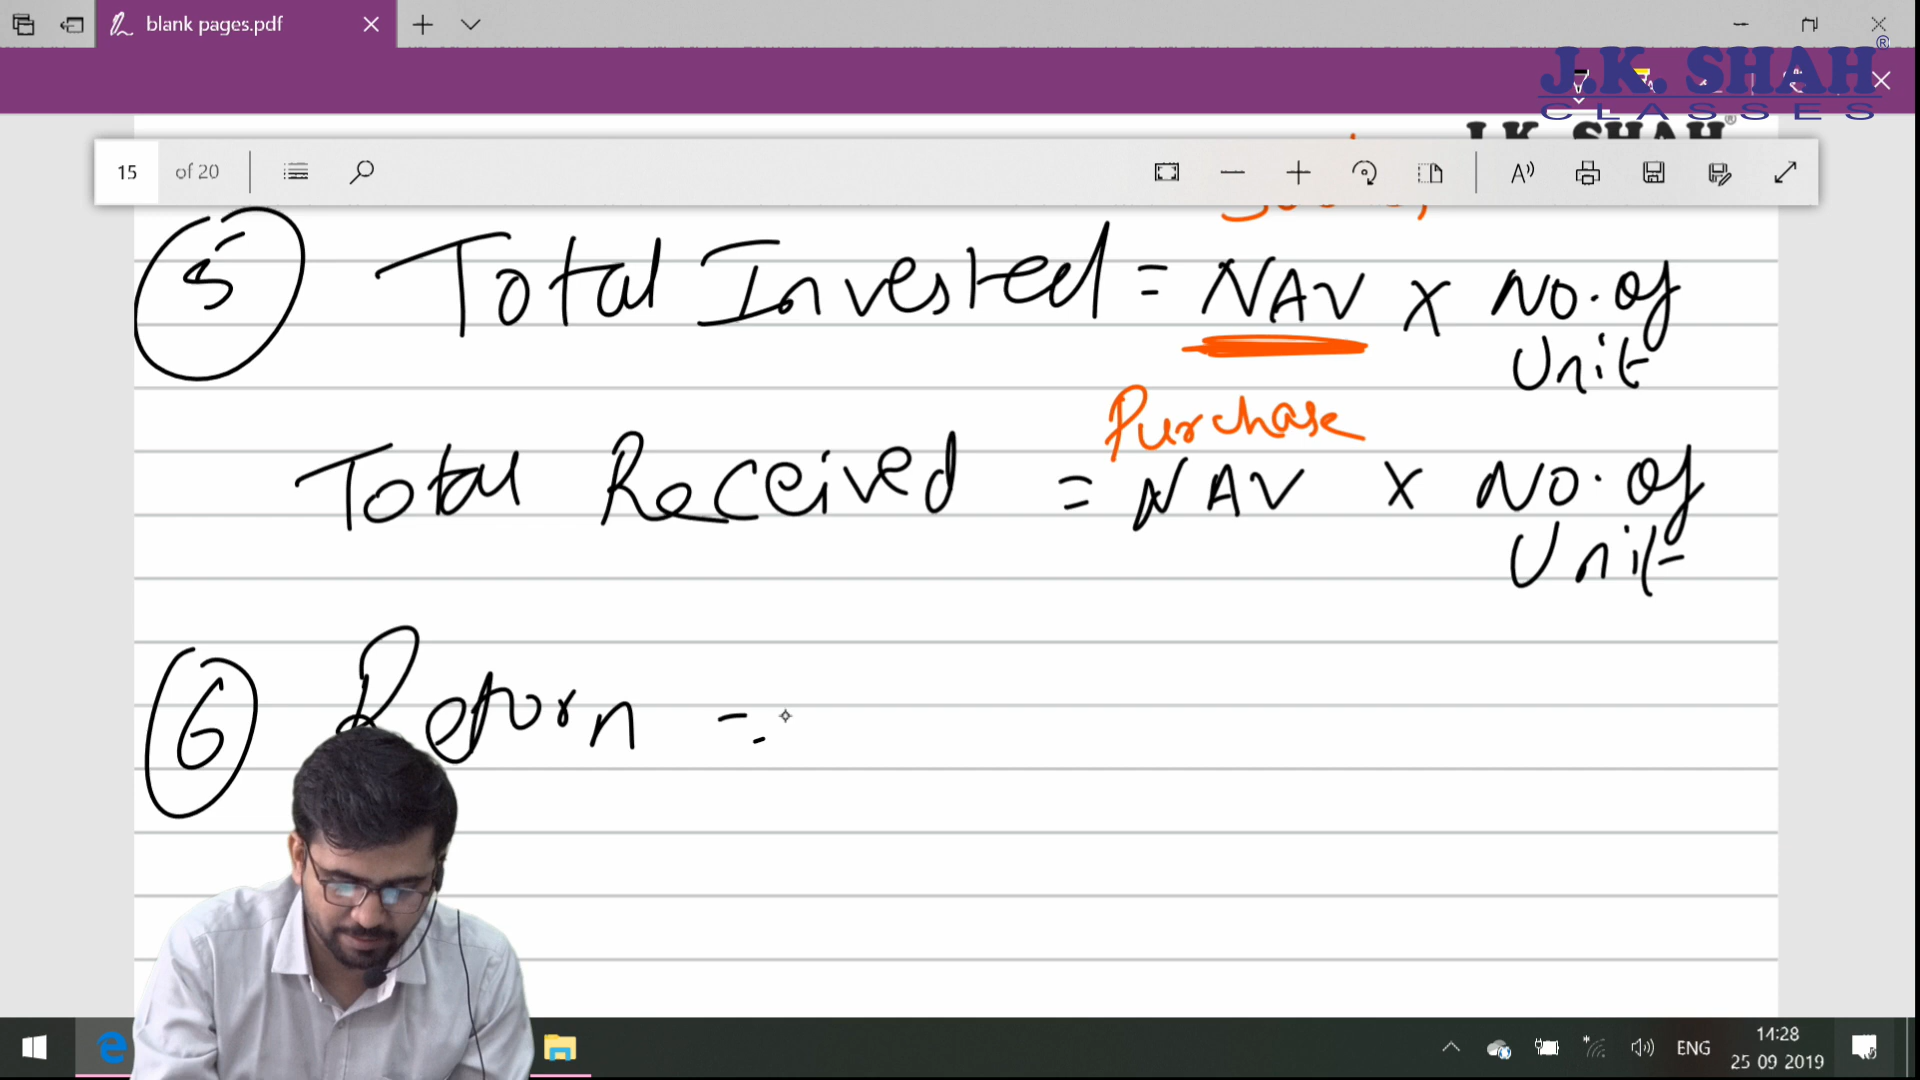 blank pages.pdf
J.K. SHAH®
CLASSES
J.K. SHAH®
15 of 20
5 Total Invested = NAV X No. of Unit
Purchase
Total Received = NAV X No. of Unit
6 Return =
ENG
14:28
25 09 2019